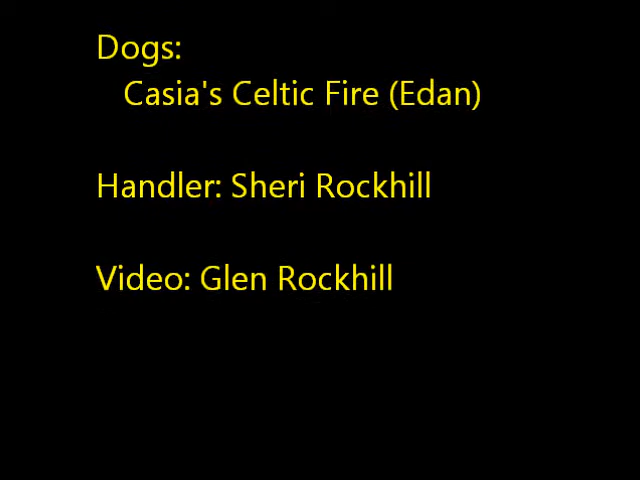 Dogs:
Casia's Celtic Fire (Edan)
Handler: Sheri Rockhill
Video: Glen Rockhill